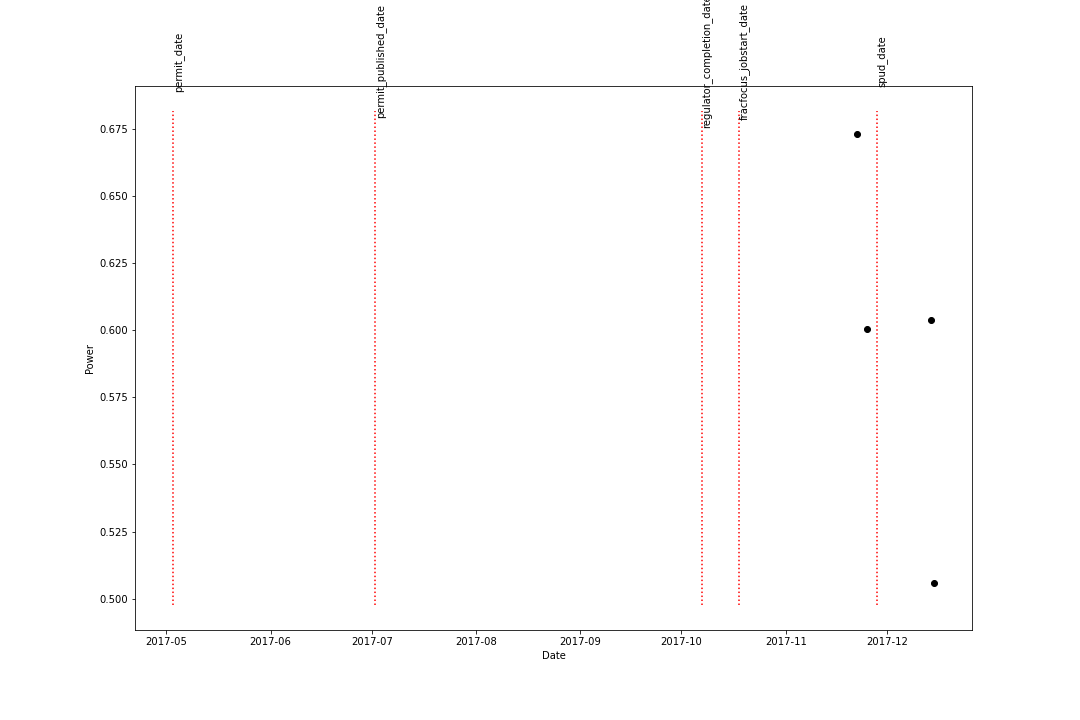 permit_date
permit_published_date
regulator_completion_date
fracfocus_jobstart_date
spud_date
0.675
0.650
0.625
0.600
0.575
0.550
0.525
0.500
Power
2017-05 2017-06 2017-07 2017-08 2017-09 2017-10 2017-11 2017-12
Date